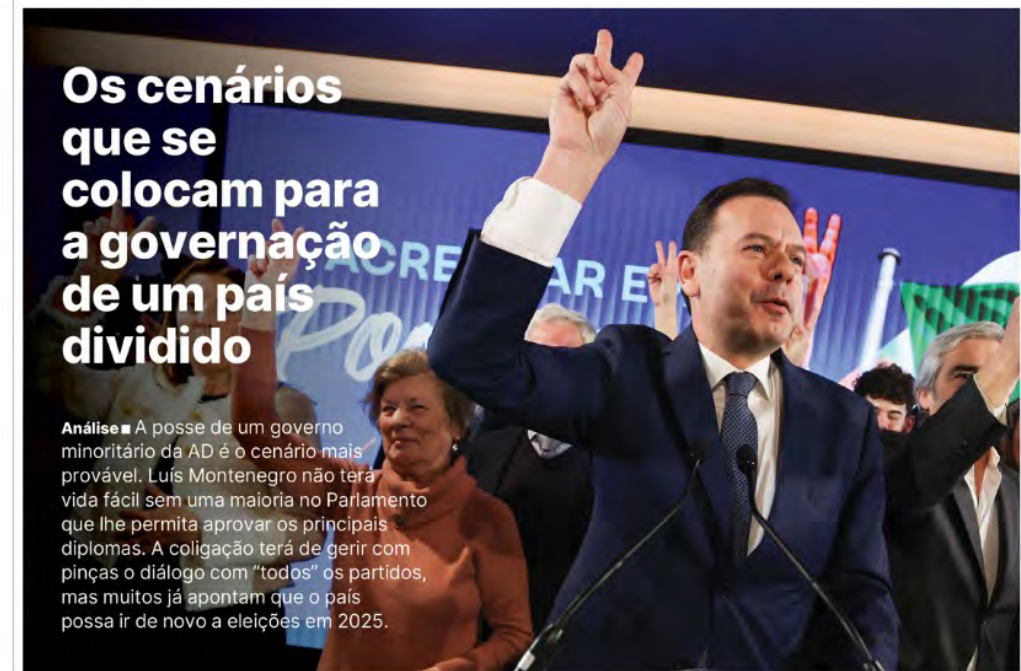 Os cenários
que se
colocam para
a governação
de um país
dividido
ACRE AR E
Po
Análise ■ A posse de um governo
minoritário da AD é o cenário mais
provável. Luís Montenegro não terá
vida fácil sem uma maioria no Parlamento
que lhe permita aprovar os principais
diplomas. A coligação terá de gerir com
pinças o diálogo com “todos” os partidos,
mas muitos já apontam que o país
possa ir de novo a eleições em 2025.